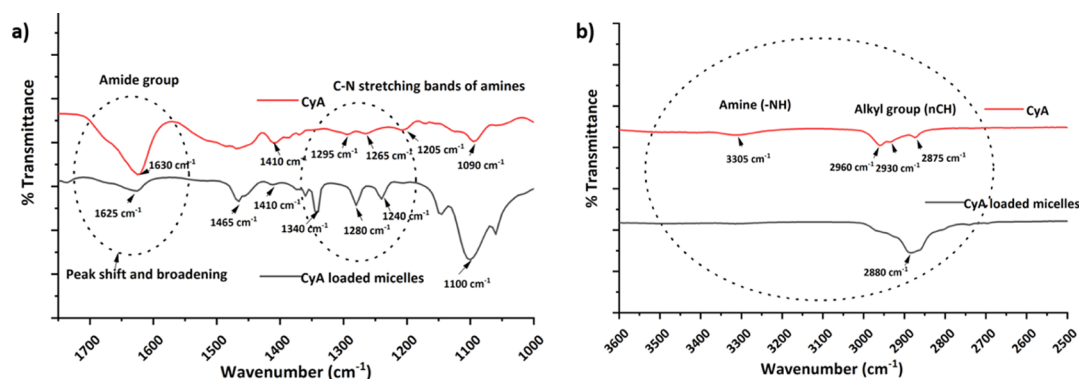 a)
% Transmittance
Amide group
CyA
C-N stretching bands of amines
1630 cm-1
1410 cm-1
1295 cm-1
1265 cm-1
1205 cm-1
1090 cm-1
1625 cm-1
1465 cm-1
1410 cm-1
1340 cm-1
1280 cm-1
1240 cm-1
1100 cm-1
Peak shift and broadening
CyA loaded micelles
1700 1600 1500 1400 1300 1200 1100 1000
Wavenumber (cm-1)
b)
% Transmittance
Amine (-NH)
Alkyl group (nCH)
CyA
3305 cm-1
2960 cm-1
2930 cm-1
2875 cm-1
CyA loaded micelles
2880 cm-1
3600 3500 3400 3300 3200 3100 3000 2900 2800 2700 2600 2500
Wavenumber (cm-1)